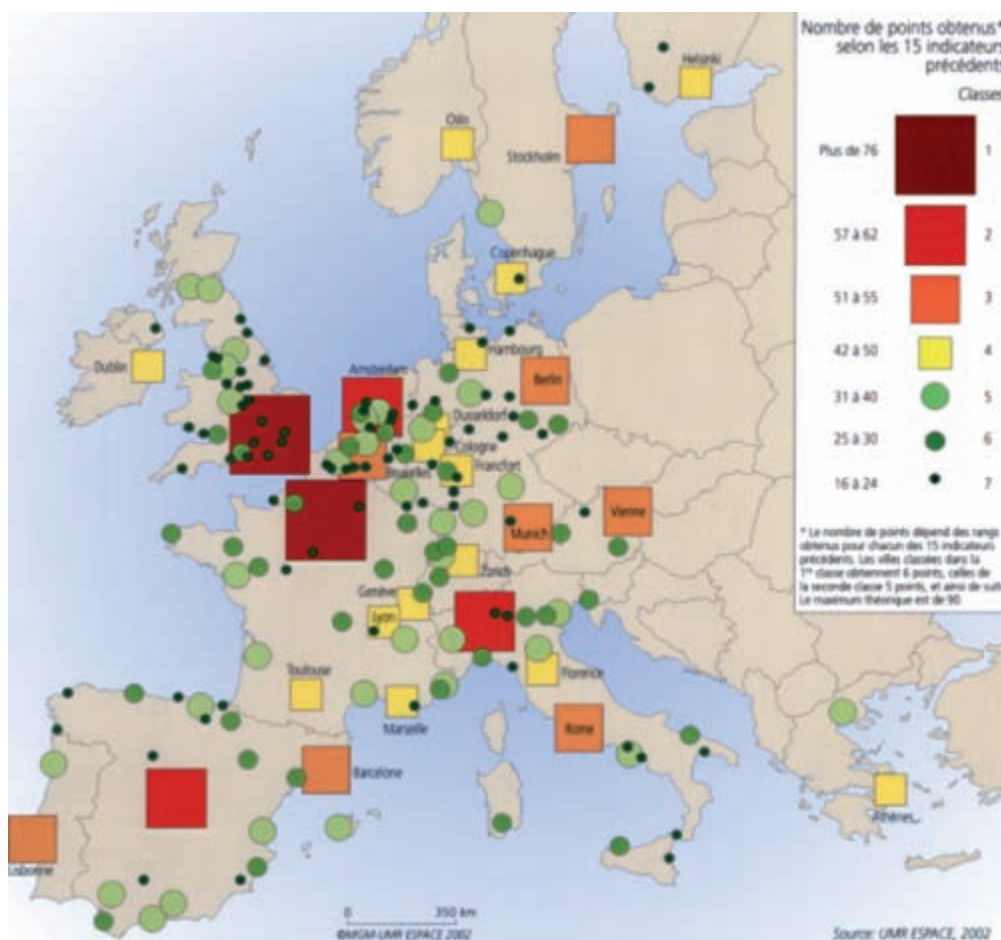 Nombre de points obtenus*
selon les 15 indicateurs
précédents
Classes
Plus de 76
1
57 à 62
2
51 à 55
3
42 à 50
4
31 à 40
5
25 à 30
6
16 à 24
7
* Le nombre de points dépend des rangs
obtenus pour chacun des 15 indicateurs
précédents. Les villes classées dans la
1re classe obtiennent 6 points, celles de
la seconde classe 5 points, et ainsi de suite
Le maximum théorique est de 90
Helsinki
Oslo
Stockholm
Copenhague
Dublin
Hambourg
Amsterdam
Berlin
Dusseldorf
Cologne
Bruxelles
Francfort
Munich
Vienne
Zurich
Genève
Lyon
Toulouse
Florence
Marseille
Rome
Barcelone
Athènes
Lisbonne
0 350 km
©MGM-UMR ESPACE 2002
Source: UMR ESPACE, 2002